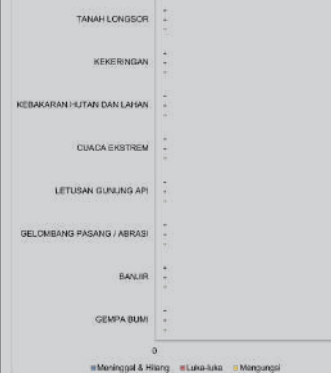 TANAH LONGSOR
-
-
-
KEKERINGAN
-
-
-
KEBAKARAN HUTAN DAN LAHAN
-
-
-
CUACA EKSTREM
-
-
-
LETUSAN GUNUNG API
-
-
-
GELOMBANG PASANG / ABRASI
-
-
-
BANJIR
-
-
-
GEMPA BUMI
-
-
-
0
Meninggal & Hilang Luka-luka Mengungsi